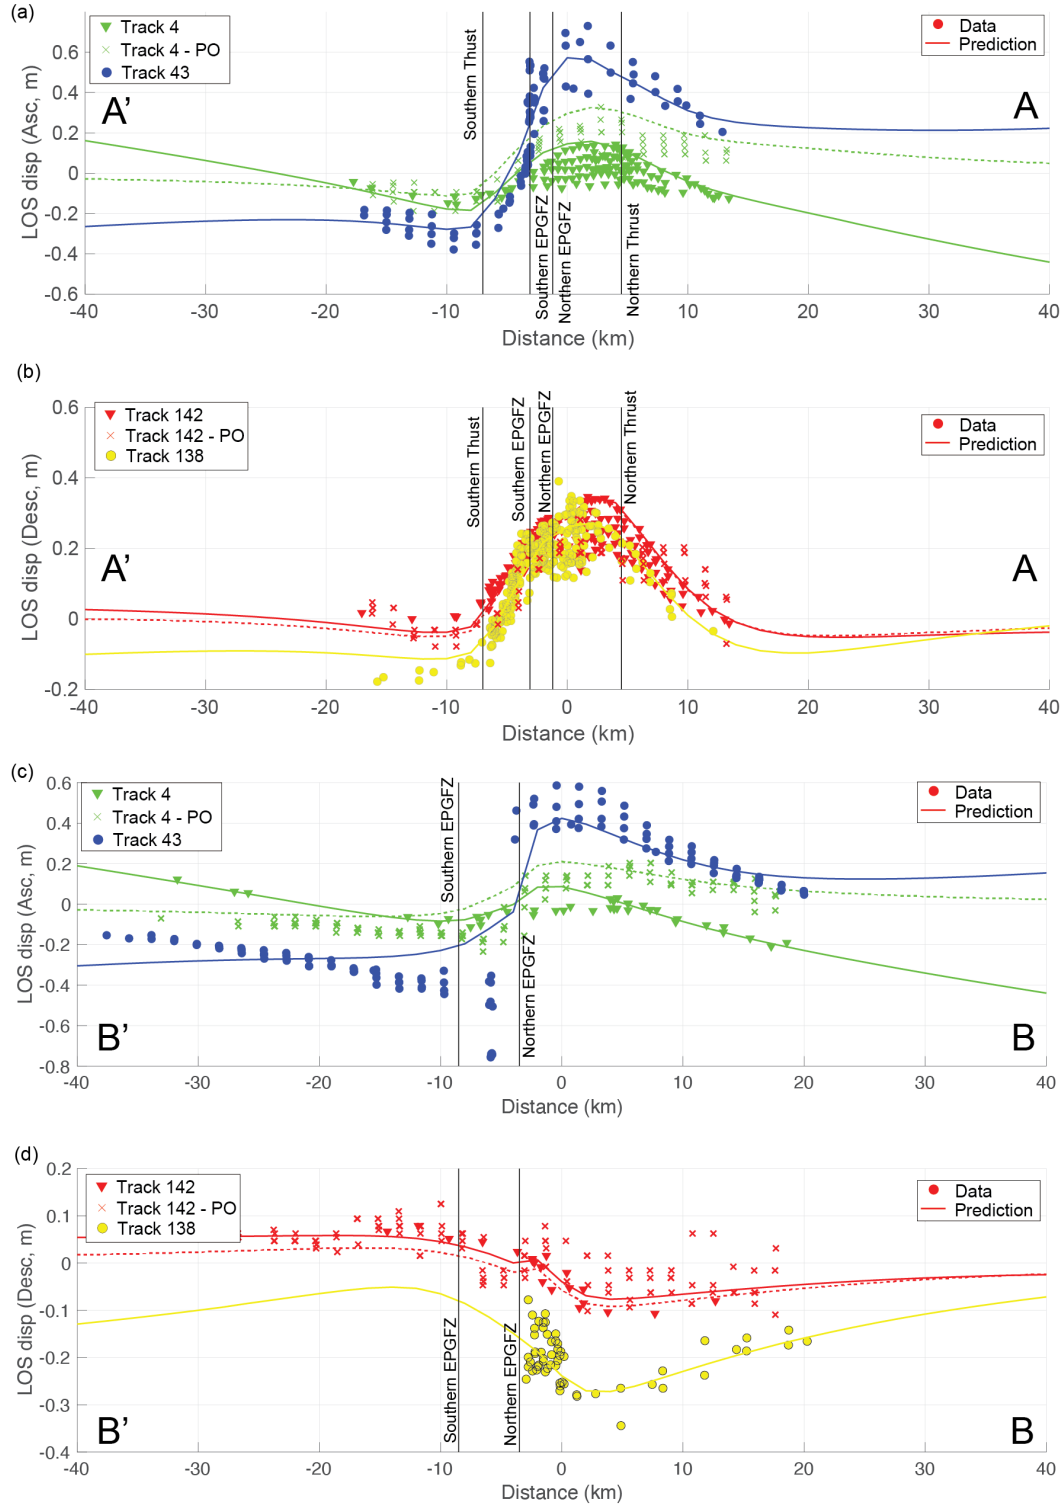 (a)
Track 4
Track 4 - PO
Track 43
Data
Prediction
A'
A
Southern Thrust
Southern EPGFZ
Northern EPGFZ
Northern Thrust
LOS disp (Asc, m)
0.6
0.4
0.2
0
-0.2
-0.4
-0.6
-40
-30
-20
-10
0
10
20
30
40
Distance (km)
(b)
Track 142
Track 142 - PO
Track 138
Data
Prediction
A'
A
Southern Thust
Southern EPGFZ
Northern EPGFZ
Northern Thrust
LOS disp (Desc, m)
0.6
0.4
0.2
0
-0.2
-40
-30
-20
-10
0
10
20
30
40
Distance (km)
(c)
Track 4
Track 4 - PO
Track 43
Data
Prediction
B'
B
Southern EPGFZ
Northern EPGFZ
LOS disp (Asc, m)
0.6
0.4
0.2
0
-0.2
-0.4
-0.6
-0.8
-40
-30
-20
-10
0
10
20
30
40
Distance (km)
(d)
Track 142
Track 142 - PO
Track 138
Data
Prediction
B'
B
Southern EPGFZ
Northern EPGFZ
LOS disp (Desc, m)
0.2
0.1
0
-0.1
-0.2
-0.3
-0.4
-40
-30
-20
-10
0
10
20
30
40
Distance (km)